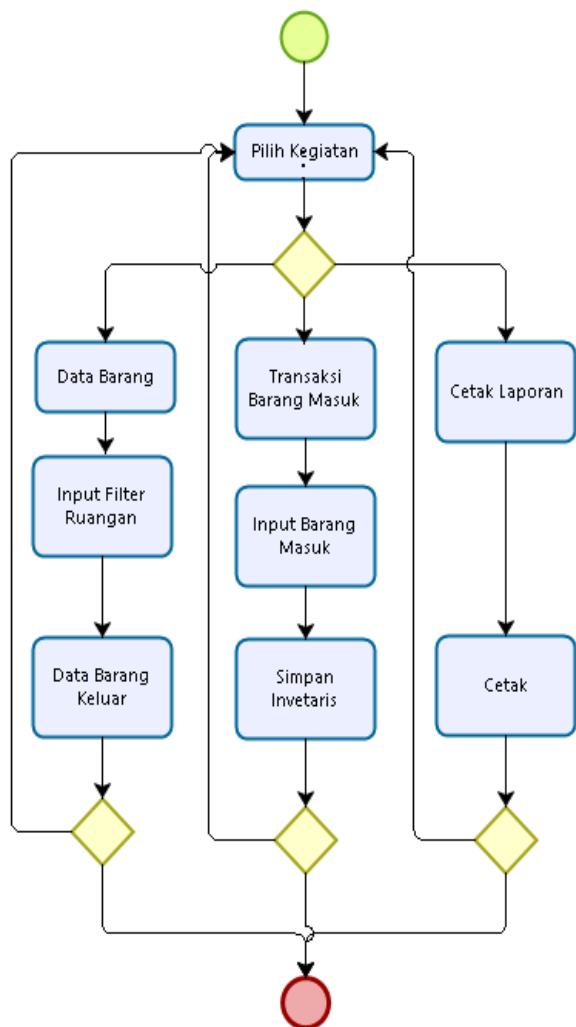 Pilih Kegiatan
Data Barang
Transaksi
Barang Masuk
Cetak Laporan
Input Filter
Ruangan
Input Barang
Masuk
Data Barang
Keluar
Simpan
Invetaris
Cetak